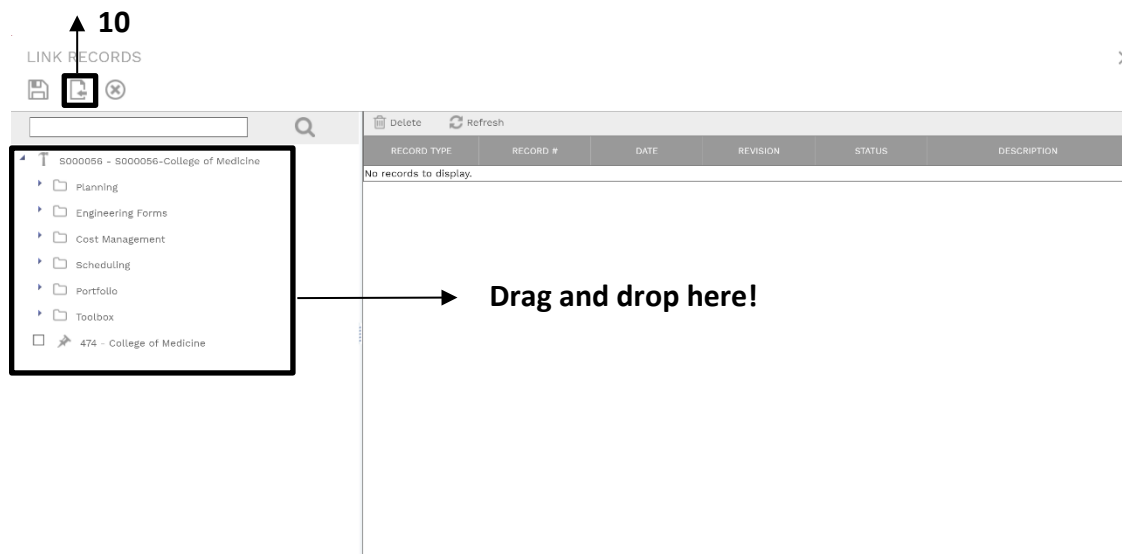 10
LINK RECORDS
Delete Refresh
RECORD TYPE RECORD # DATE REVISION STATUS DESCRIPTION
No records to display.
S000056 - S000056-College of Medicine
Planning
Engineering Forms
Cost Management
Scheduling
Portfolio
Toolbox
474 - College of Medicine
Drag and drop here!